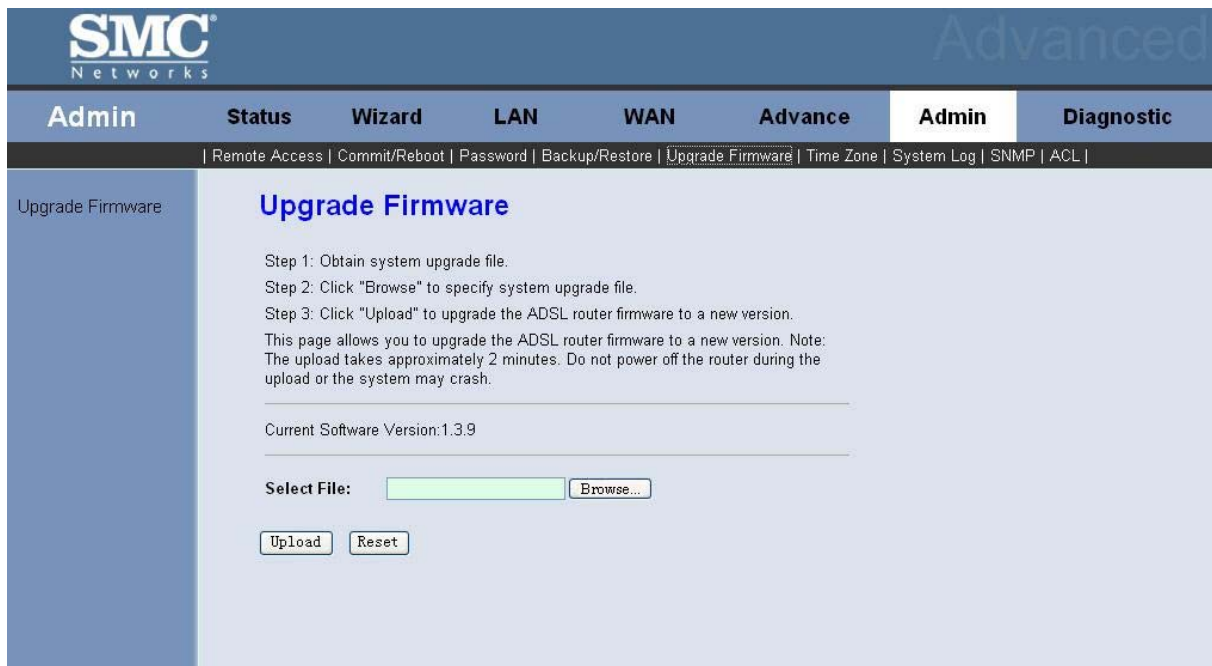 SMC®
Networks
Advanced
Admin
Status Wizard LAN WAN Advance Admin Diagnostic
| Remote Access | Commit/Reboot | Password | Backup/Restore | Upgrade Firmware | Time Zone | System Log | SNMP | ACL |
Upgrade Firmware
Upgrade Firmware
Step 1: Obtain system upgrade file.
Step 2: Click "Browse" to specify system upgrade file.
Step 3: Click "Upload" to upgrade the ADSL router firmware to a new version.
This page allows you to upgrade the ADSL router firmware to a new version. Note:
The upload takes approximately 2 minutes. Do not power off the router during the
upload or the system may crash.
Current Software Version:1.3.9
Select File: Browse...
Upload Reset